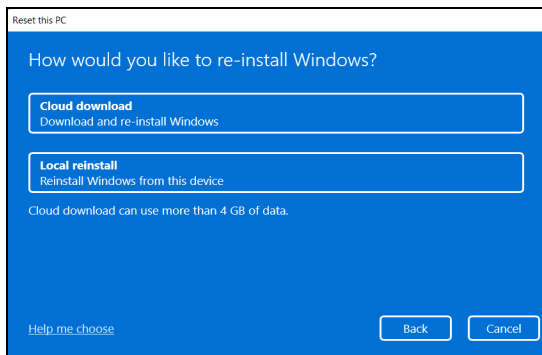 Reset this PC
How would you like to re-install Windows?
Cloud download
Download and re-install Windows
Local reinstall
Reinstall Windows from this device
Cloud download can use more than 4 GB of data.
Help me choose
Back
Cancel